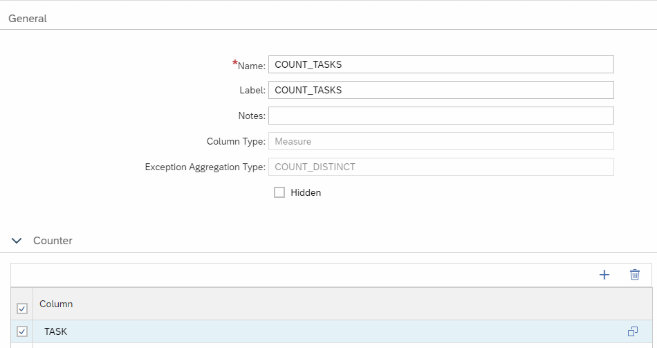 General
*Name: COUNT_TASKS
Label: COUNT_TASKS
Notes:
Column Type: Measure
Exception Aggregation Type: COUNT_DISTINCT
Hidden
Counter
Column
TASK